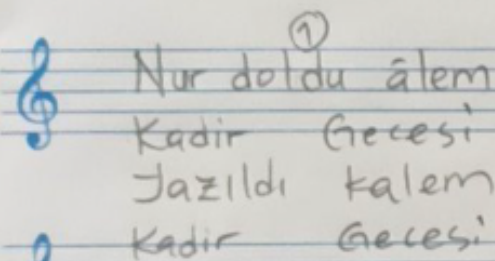 1
Nur doldu âlem
Kadir Gecesi
Yazıldı kalem
Kadir Gecesi